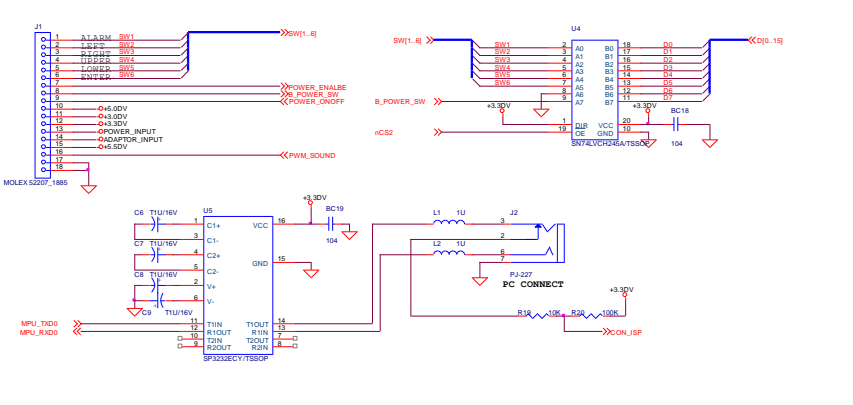 J1
1 ALARM SW1
2 LEFT SW2
3 RIGHT SW3
4 UPPER SW4
5 LOWER SW5
6 ENTER SW6
SW[1..6]
7 POWER_ENALBE
8 B_POWER_SW
9 POWER_ONOFF
10 +5.0DV
11 +3.0DV
12 +3.3DV
13 POWER_INPUT
14 ADAPTOR_INPUT
15 +5.5DV
16 PWM_SOUND
17
18
MOLEX 52207_1885
U4
SW[1..6]
D[0..15]
SW1 2 A0 B0 18 D0
SW2 3 A1 B1 17 D1
SW3 4 A2 B2 16 D2
SW4 5 A3 B3 15 D3
SW5 6 A4 B4 14 D4
SW6 7 A5 B5 13 D5
8 A6 B6 12 D6
B_POWER_SW 9 A7 B7 11 D7
+3.3DV
+3.3DV
BC18
1 DIR VCC 20
nCS2 19 OE GND 10
SN74LVCH245A/TSSOP
104
C6 T1U/16V
U5
+3.3DV
BC19
1 C1+ VCC 16
104
3 C1-
C7 T1U/16V
4 C2+
GND 15
5 C2-
C8 T1U/16V
2 V+
6 V-
C9 T1U/16V
MPU_TXD0 11 T1IN T1OUT 14
MPU_RXD0 12 R1OUT R1IN 13
10 T2IN T2OUT 7
9 R2OUT R2IN 8
SP3232ECY/TSSOP
L1 1U
J2
3
2
L2 1U
6
7
PJ-227
PC CONNECT
+3.3DV
R19 10K R20 100K
CON_ISP